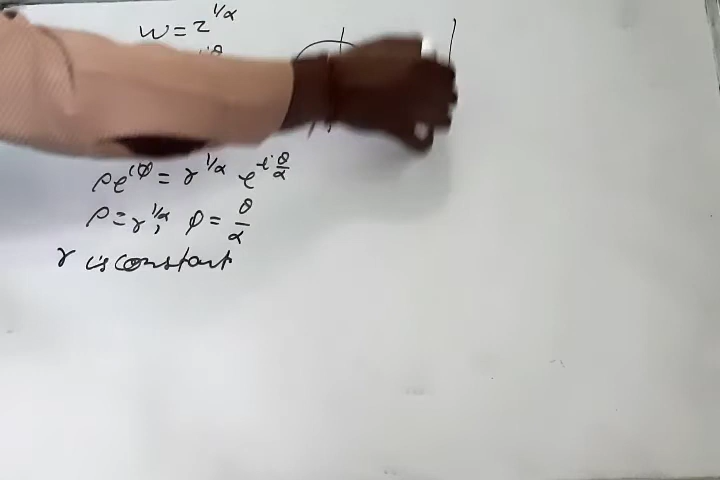 w = z^{1/α}
ρe^{iφ} = r^{1/α} e^{iθ/α}
ρ = r^{1/α}, φ = θ/α
r is constant